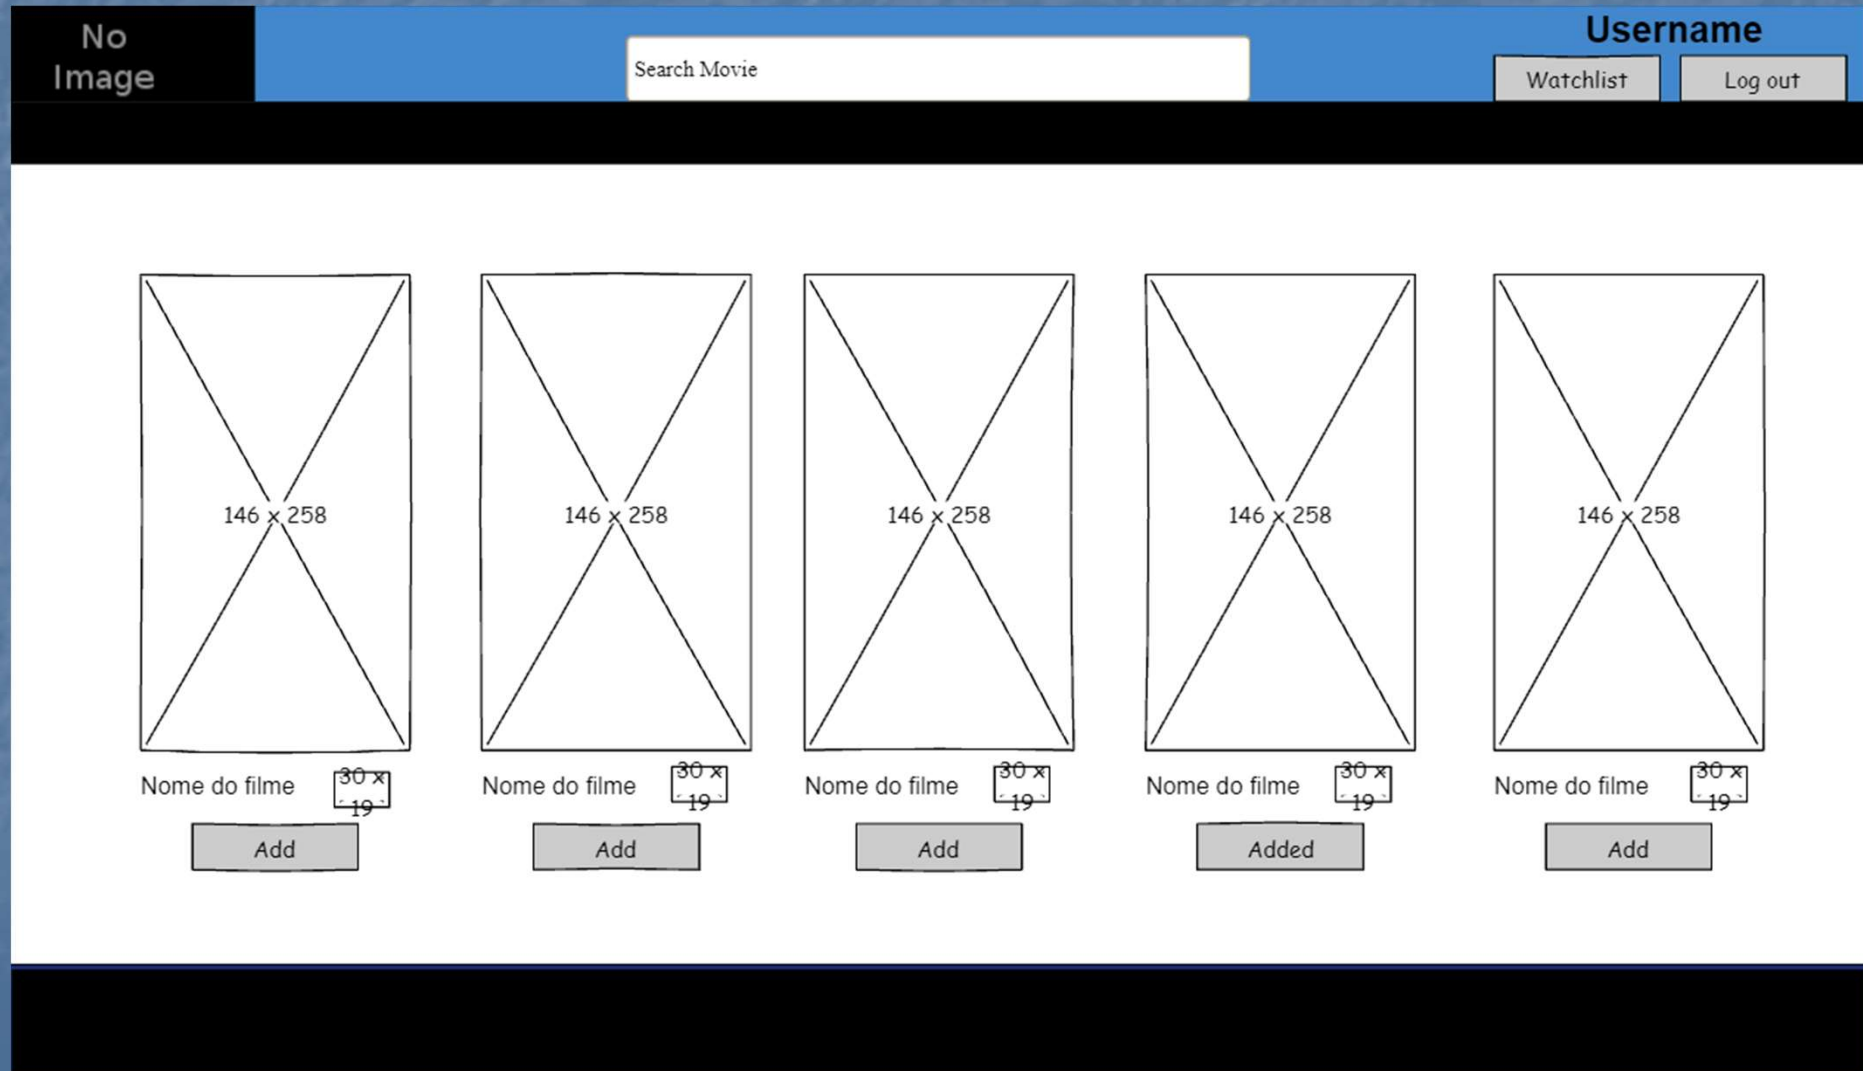 No
Image
Search Movie
Username
Watchlist
Log out
146 x 258
146 x 258
146 x 258
146 x 258
146 x 258
Nome do filme
30 x
19
Nome do filme
30 x
19
Nome do filme
30 x
19
Nome do filme
30 x
19
Nome do filme
30 x
19
Add
Add
Add
Added
Add